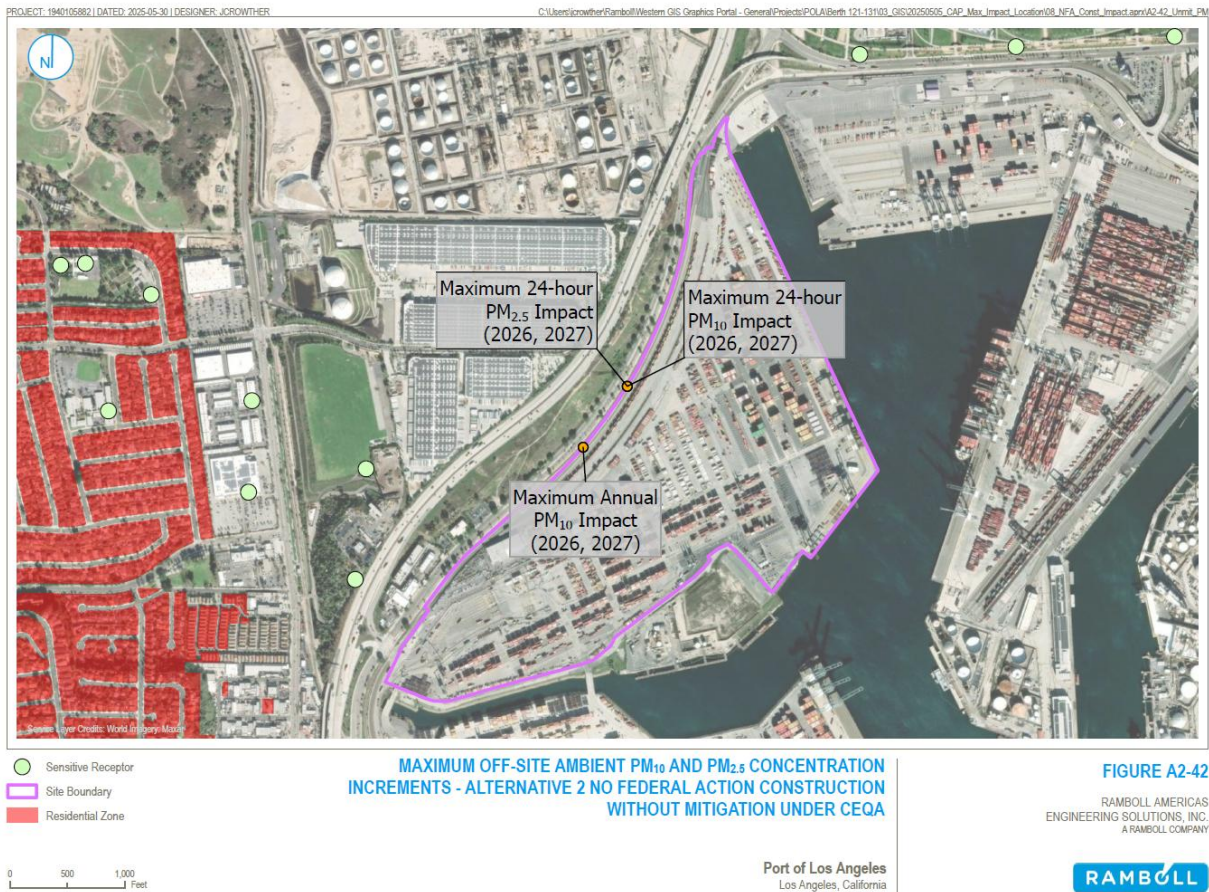 PROJECT: 1940105882 | DATED: 2025-05-30 | DESIGNER: JCROWTHER
C:\Users\jcrowther\Ramboll\Western GIS Graphics Portal - General\Projects\POLA\Berth 121-131\03_GIS\20250505_CAP_Max_Impact_Location\08_NFA_Const_Impact.aprx\A2-42_Unmit_PM
N
Maximum 24-hour
PM2.5 Impact
(2026, 2027)
Maximum 24-hour
PM10 Impact
(2026, 2027)
Maximum Annual
PM10 Impact
(2026, 2027)
Service Layer Credits: World Imagery: Maxar
Sensitive Receptor
Site Boundary
Residential Zone
0 500 1,000
Feet
MAXIMUM OFF-SITE AMBIENT PM10 AND PM2.5 CONCENTRATION
INCREMENTS - ALTERNATIVE 2 NO FEDERAL ACTION CONSTRUCTION
WITHOUT MITIGATION UNDER CEQA
Port of Los Angeles
Los Angeles, California
FIGURE A2-42
RAMBOLL AMERICAS
ENGINEERING SOLUTIONS, INC.
A RAMBOLL COMPANY
RAMBOLL